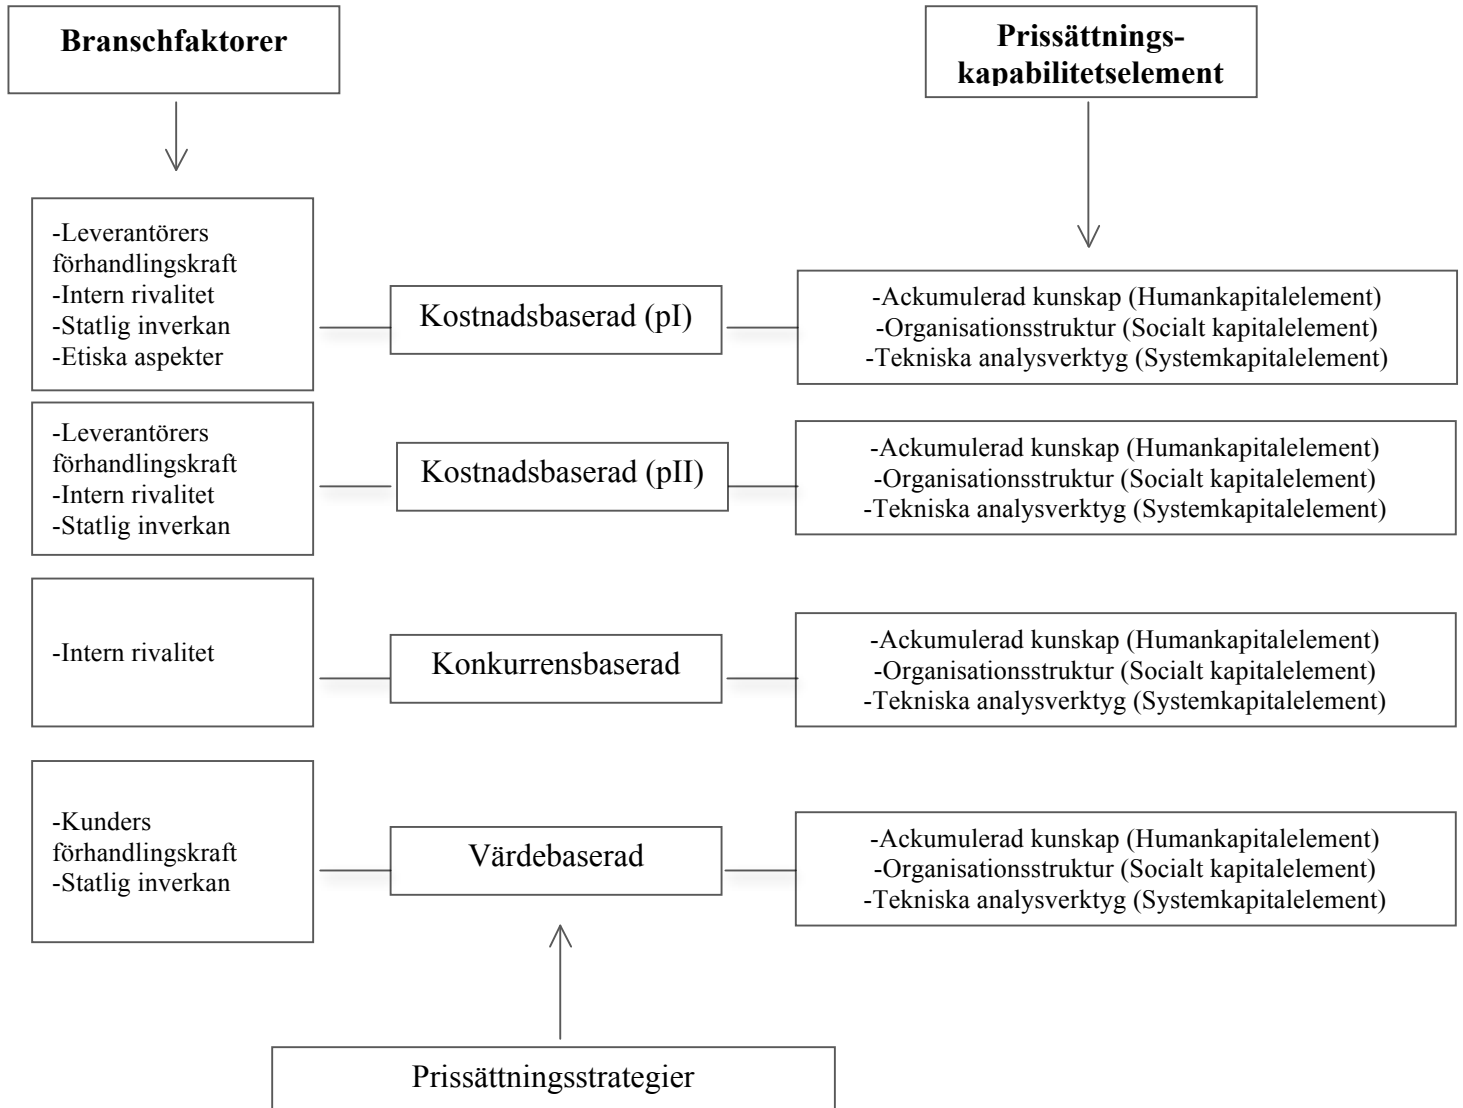 Branschfaktorer
Prissättnings-
kapabilitetselement
-Leverantörers
förhandlingskraft
-Intern rivalitet
-Statlig inverkan
-Etiska aspekter
Kostnadsbaserad (pI)
-Ackumulerad kunskap (Humankapitalelement)
-Organisationsstruktur (Socialt kapitalelement)
-Tekniska analysverktyg (Systemkapitalelement)
-Leverantörers
förhandlingskraft
-Intern rivalitet
-Statlig inverkan
Kostnadsbaserad (pII)
-Ackumulerad kunskap (Humankapitalelement)
-Organisationsstruktur (Socialt kapitalelement)
-Tekniska analysverktyg (Systemkapitalelement)
-Intern rivalitet
Konkurrensbaserad
-Ackumulerad kunskap (Humankapitalelement)
-Organisationsstruktur (Socialt kapitalelement)
-Tekniska analysverktyg (Systemkapitalelement)
-Kunders
förhandlingskraft
-Statlig inverkan
Värdebaserad
-Ackumulerad kunskap (Humankapitalelement)
-Organisationsstruktur (Socialt kapitalelement)
-Tekniska analysverktyg (Systemkapitalelement)
Prissättningsstrategier